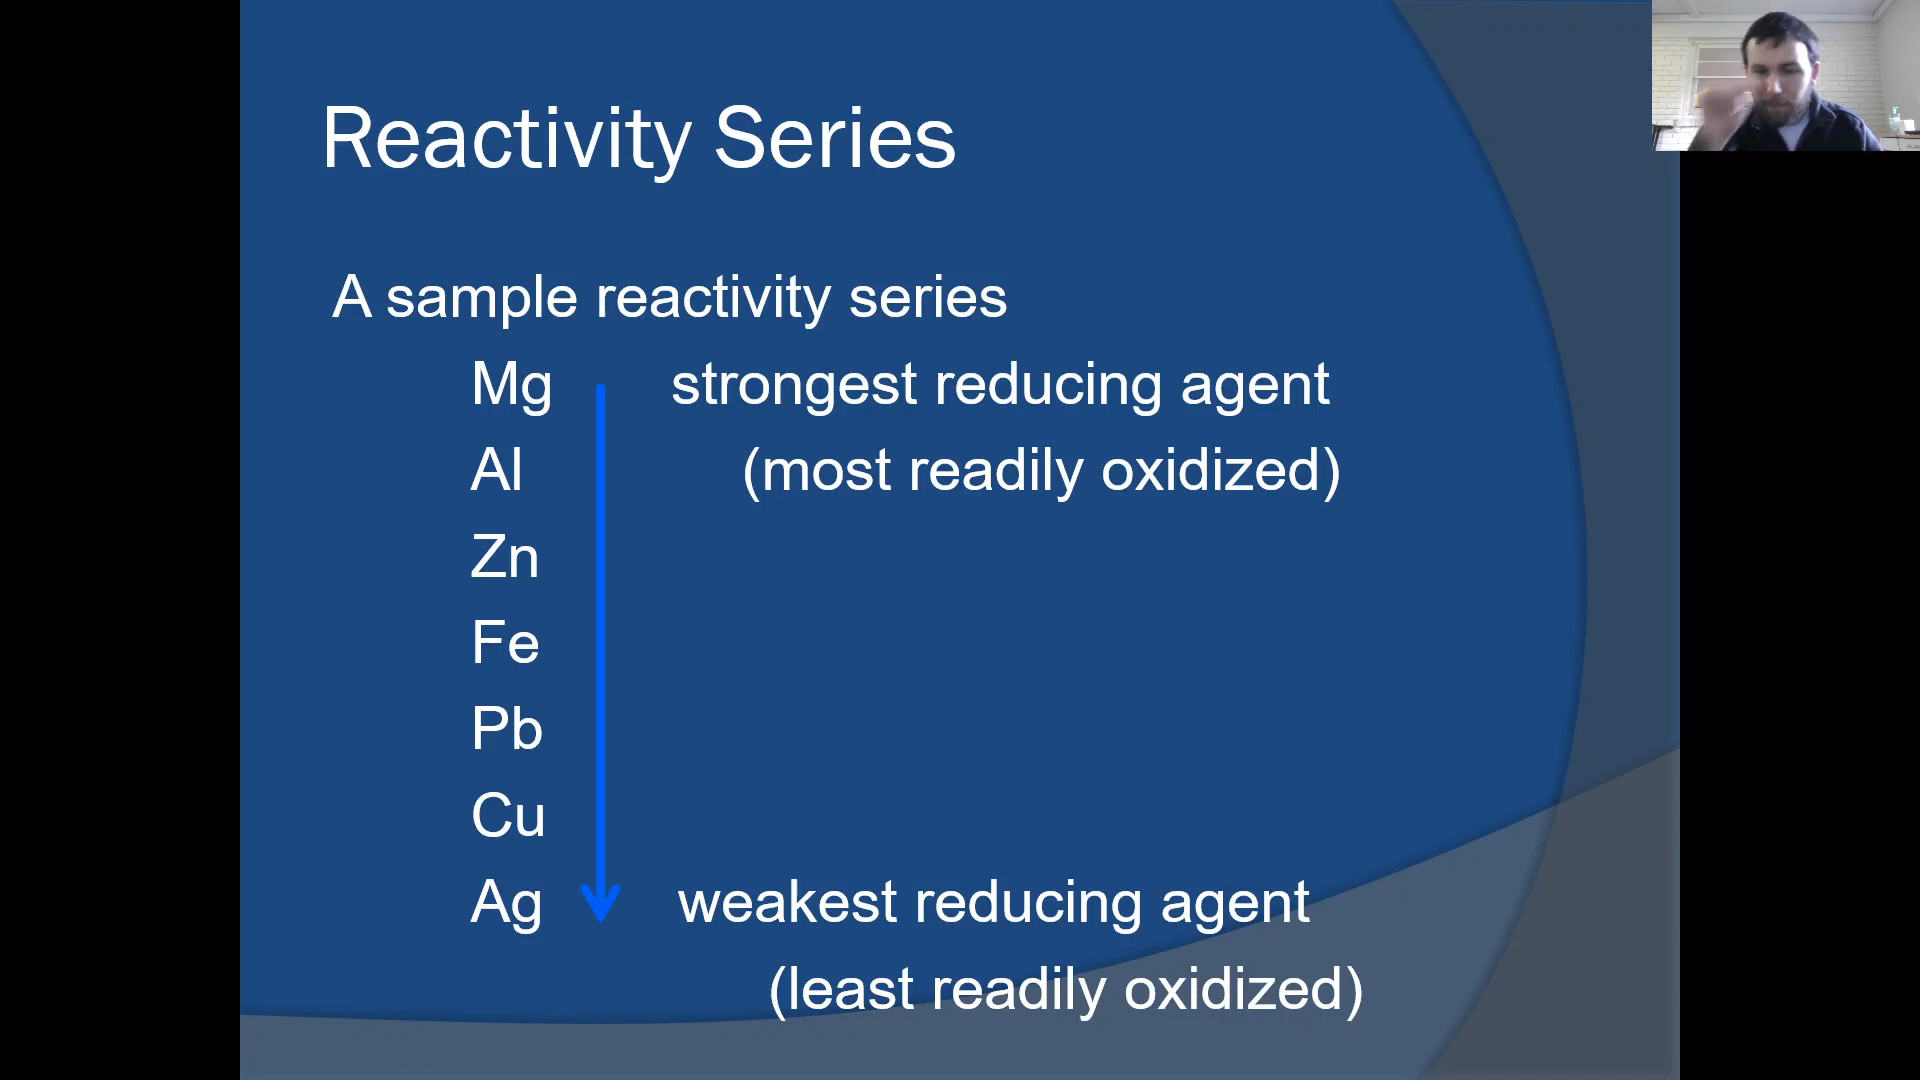 Reactivity Series
A sample reactivity series
Mg strongest reducing agent
Al (most readily oxidized)
Zn
Fe
Pb
Cu
Ag weakest reducing agent
(least readily oxidized)